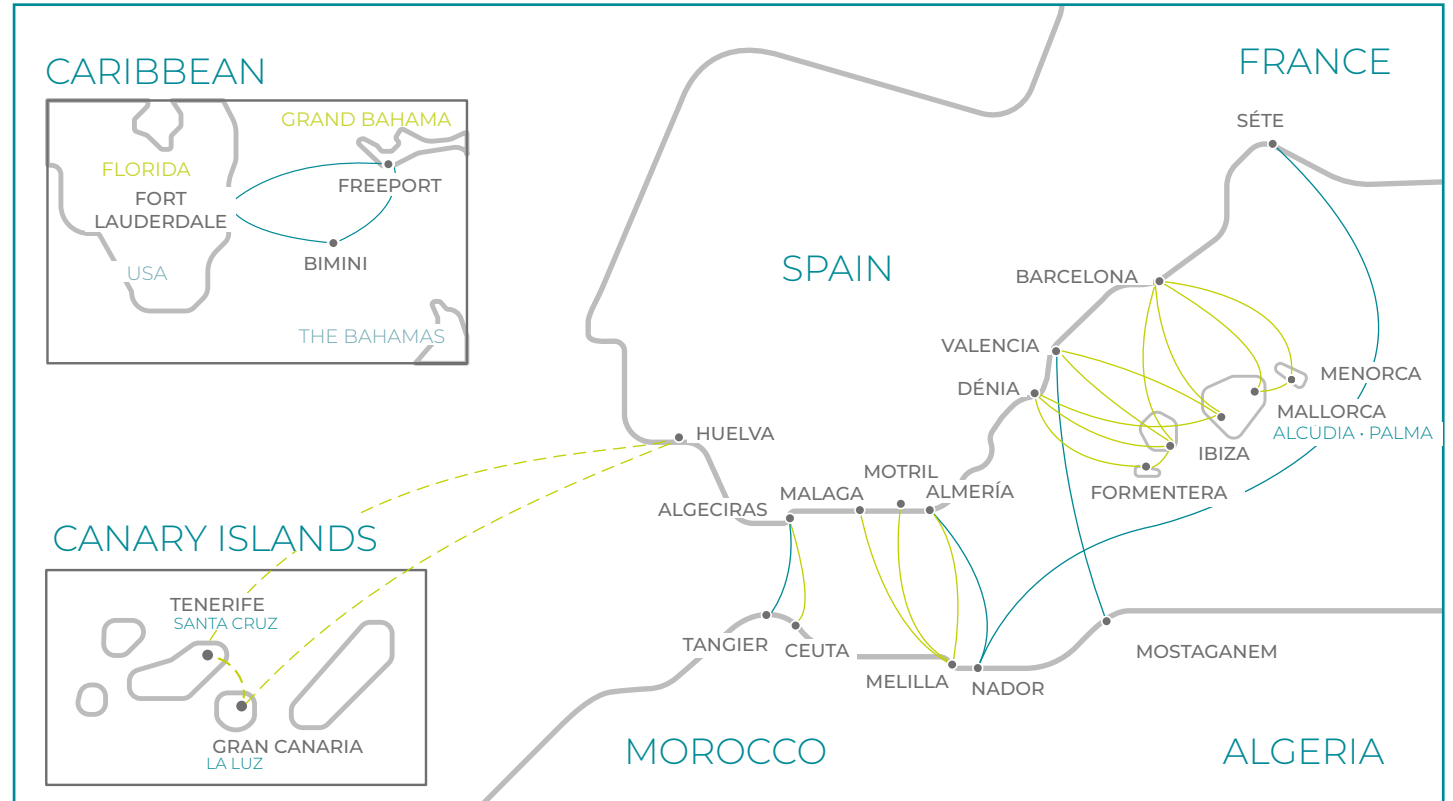 CARIBBEAN
GRAND BAHAMA
FLORIDA
FORT
LAUDERDALE
FREEPORT
BIMINI
USA
THE BAHAMAS
FRANCE
SÉTE
SPAIN
BARCELONA
VALENCIA
DÉNIA
MENORCA
MALLORCA
ALCUDIA · PALMA
IBIZA
FORMENTERA
HUELVA
MOTRIL
MALAGA
ALMERÍA
ALGECIRAS
CANARY ISLANDS
TENERIFE
SANTA CRUZ
GRAN CANARIA
LA LUZ
TANGIER
CEUTA
MELILLA
NADOR
MOSTAGANEM
MOROCCO
ALGERIA